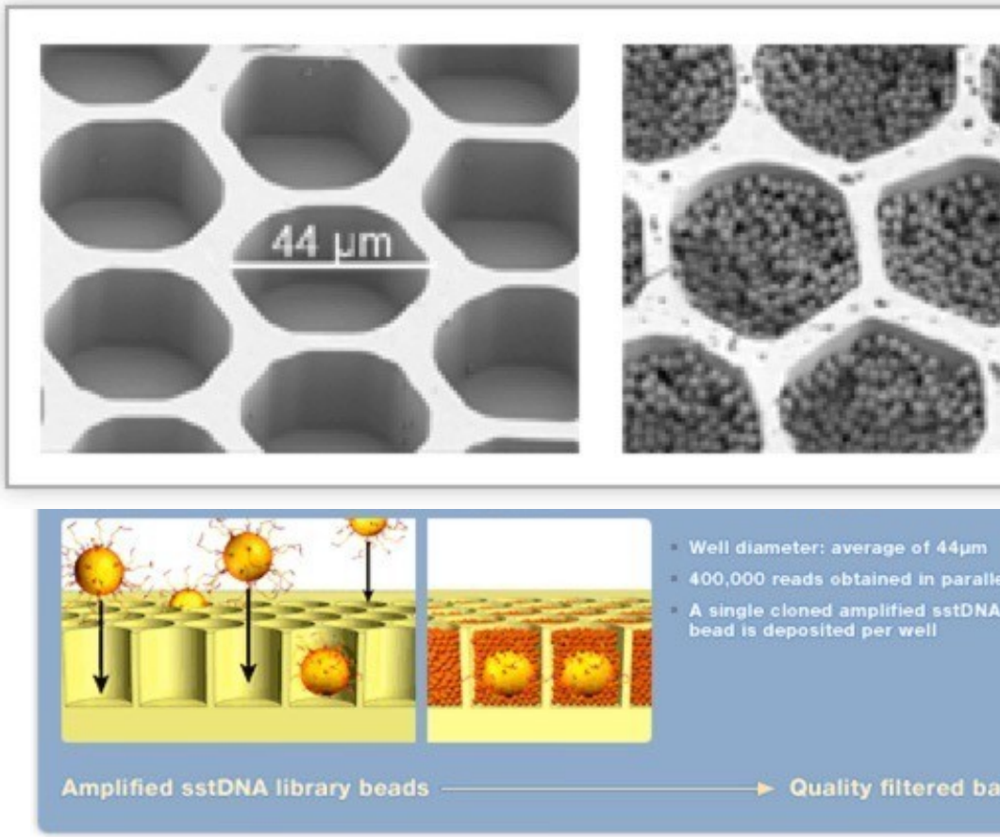 44 µm
Well diameter: average of 44µm
400,000 reads obtained in paralle
A single cloned amplified sstDNA
bead is deposited per well
Amplified sstDNA library beads
Quality filtered ba